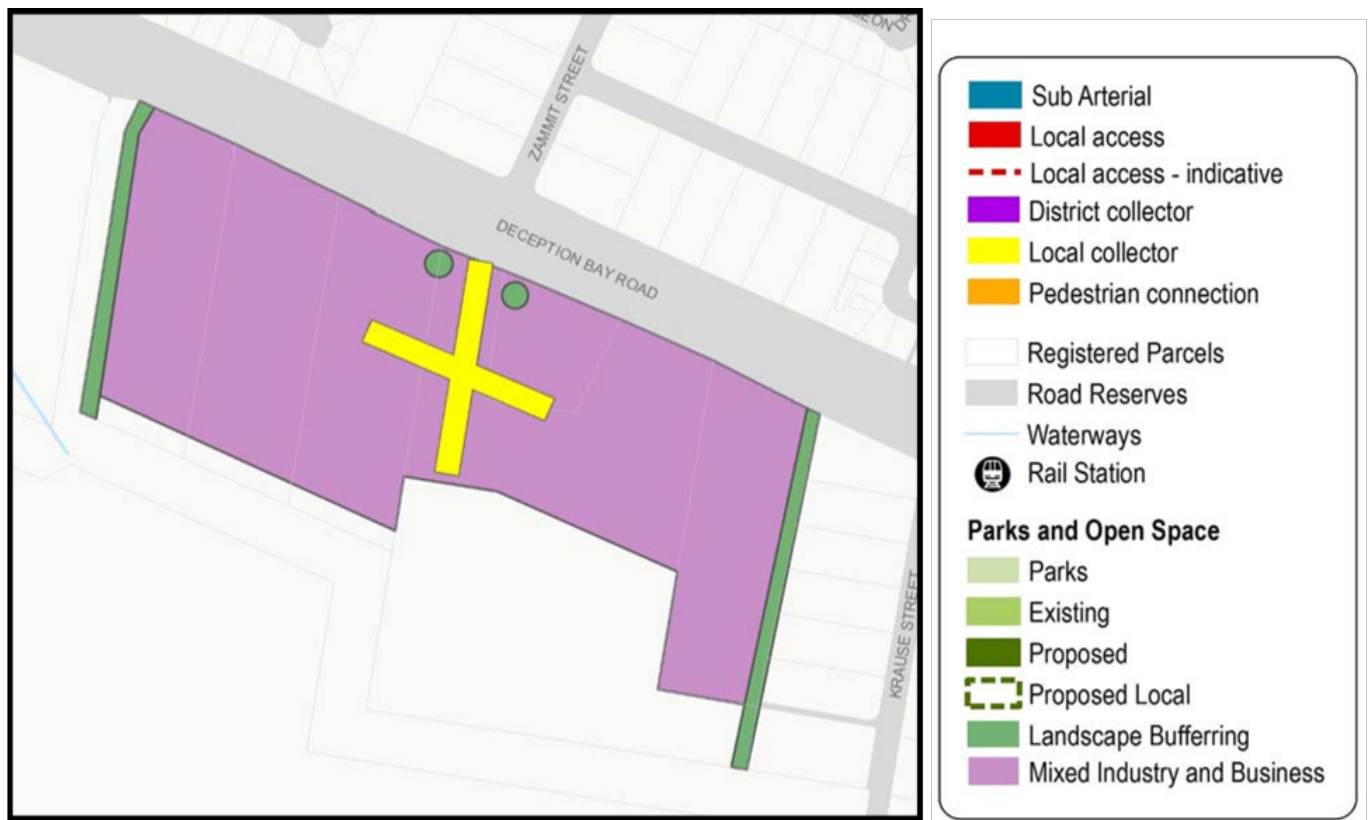 ZAMMIT STREET
DECEPTION BAY ROAD
KRAUSE STREET
Sub Arterial
Local access
Local access - indicative
District collector
Local collector
Pedestrian connection
Registered Parcels
Road Reserves
Waterways
Rail Station
Parks and Open Space
Parks
Existing
Proposed
Proposed Local
Landscape Bufferring
Mixed Industry and Business